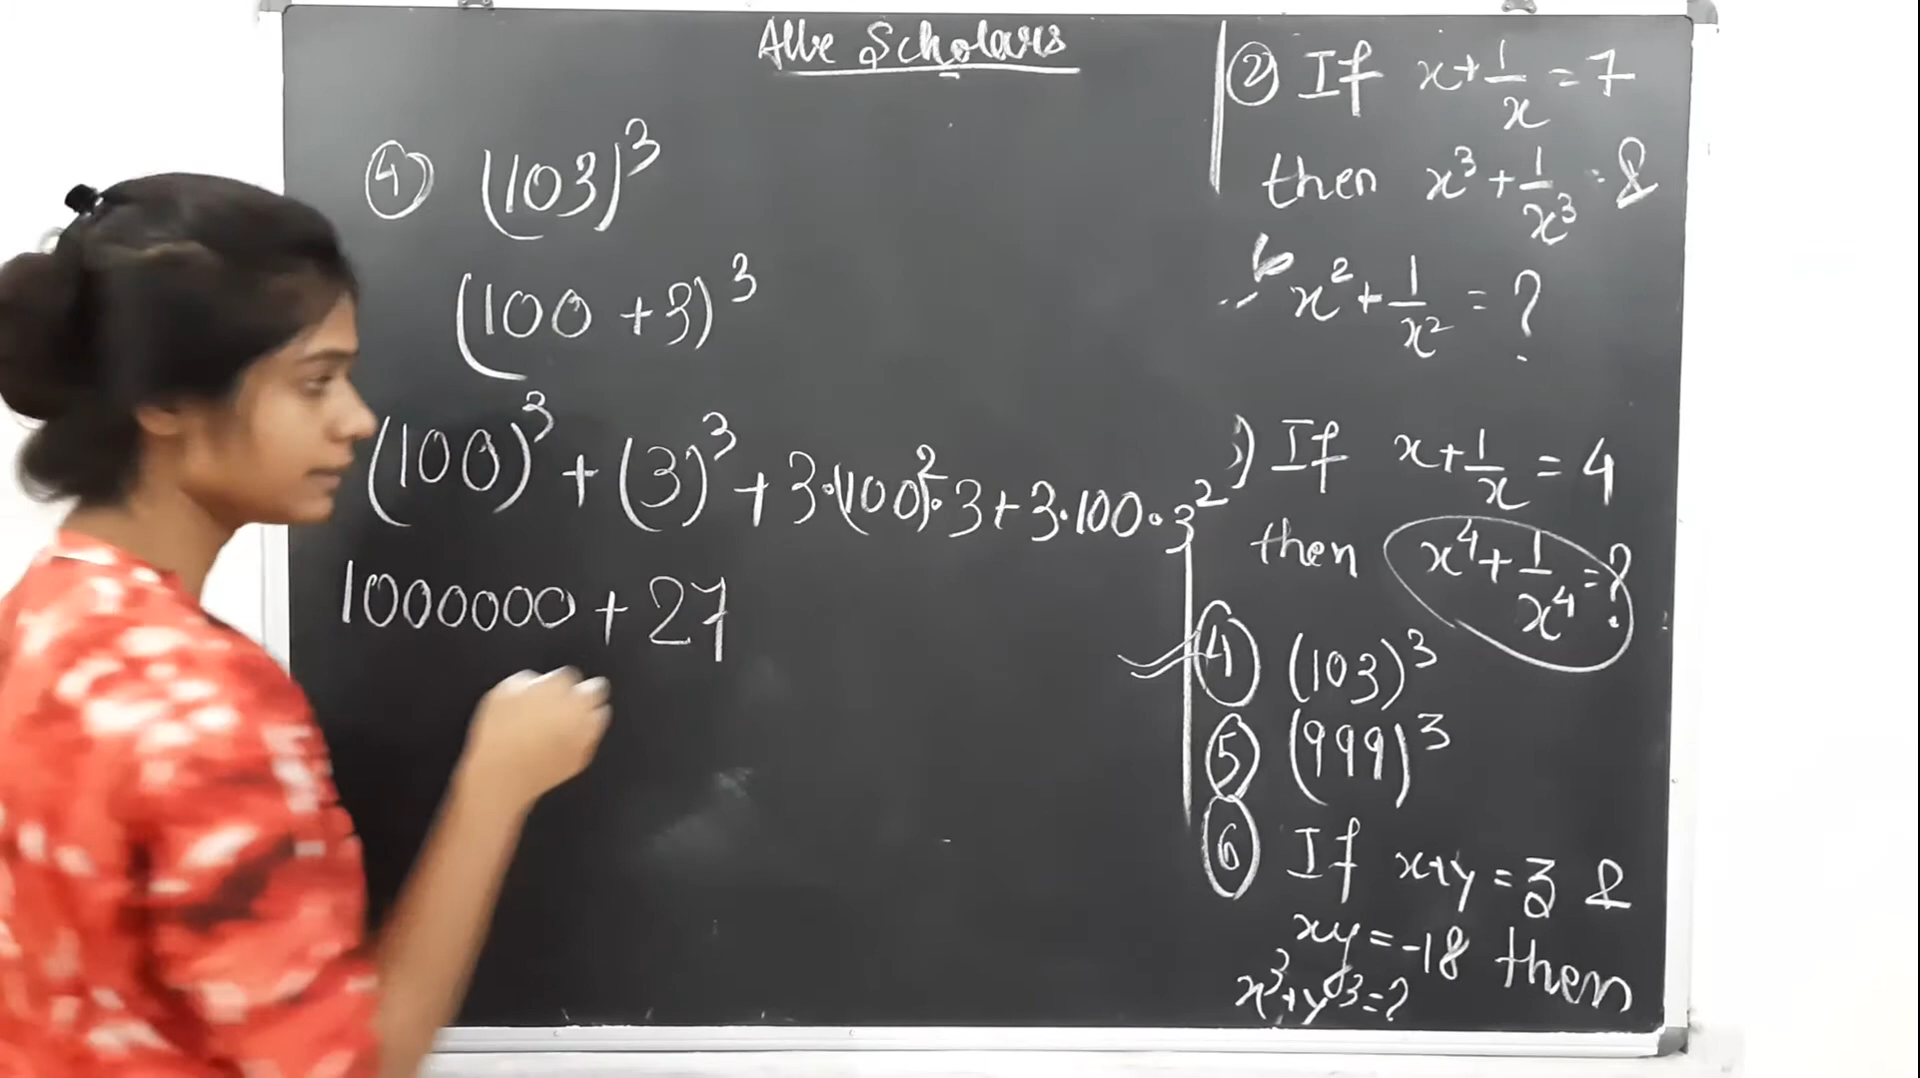 Alle Scholars
④ (103)³
(100 + 3)³
(100)³ + (3)³ + 3·(100)²·3 + 3·100·3²
1000000 + 27
② If x + 1/x = 7
then x³ + 1/x³ = &
x² + 1/x² = ?
) If x + 1/x = 4
then x⁴ + 1/x⁴ = ?
④ (103)³
⑤ (999)³
⑥ If x+y = 3 &
xy = -18 then
x³+y³=?